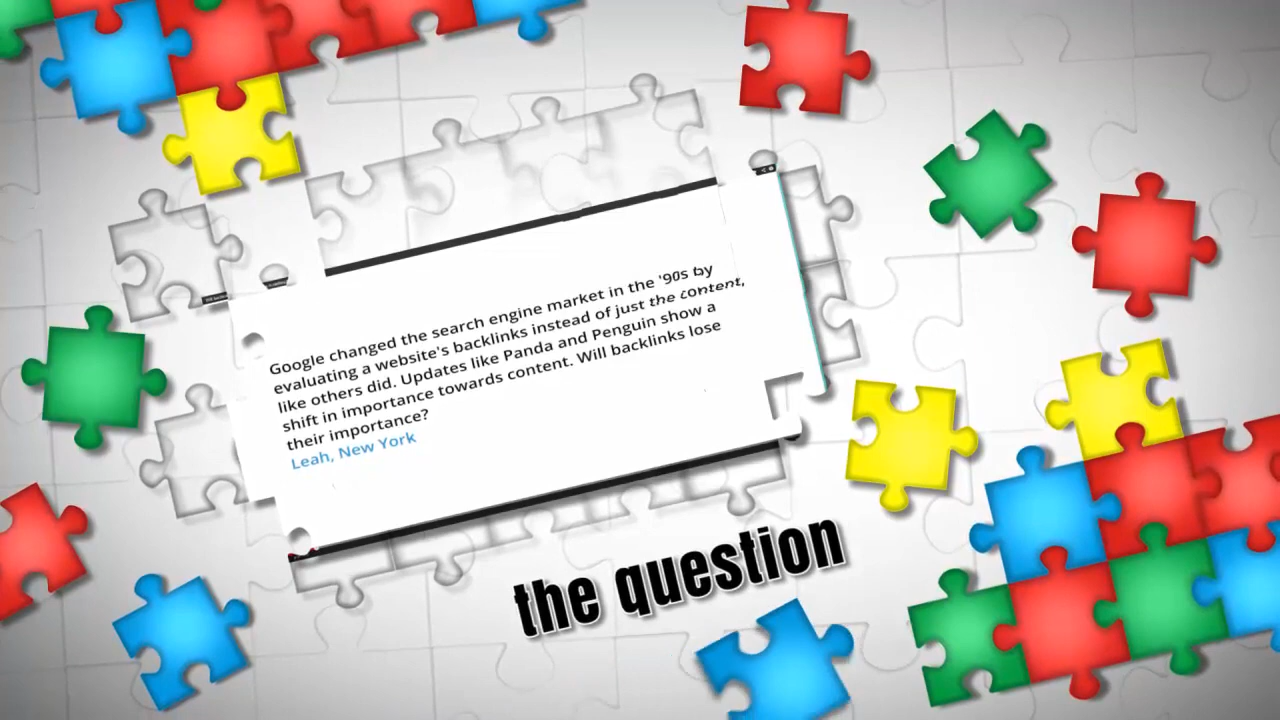 Google changed the search engine market in the '90s by
evaluating a website's backlinks instead of just the content,
like others did. Updates like Panda and Penguin show a
shift in importance towards content. Will backlinks lose
their importance?
Leah, New York
the question